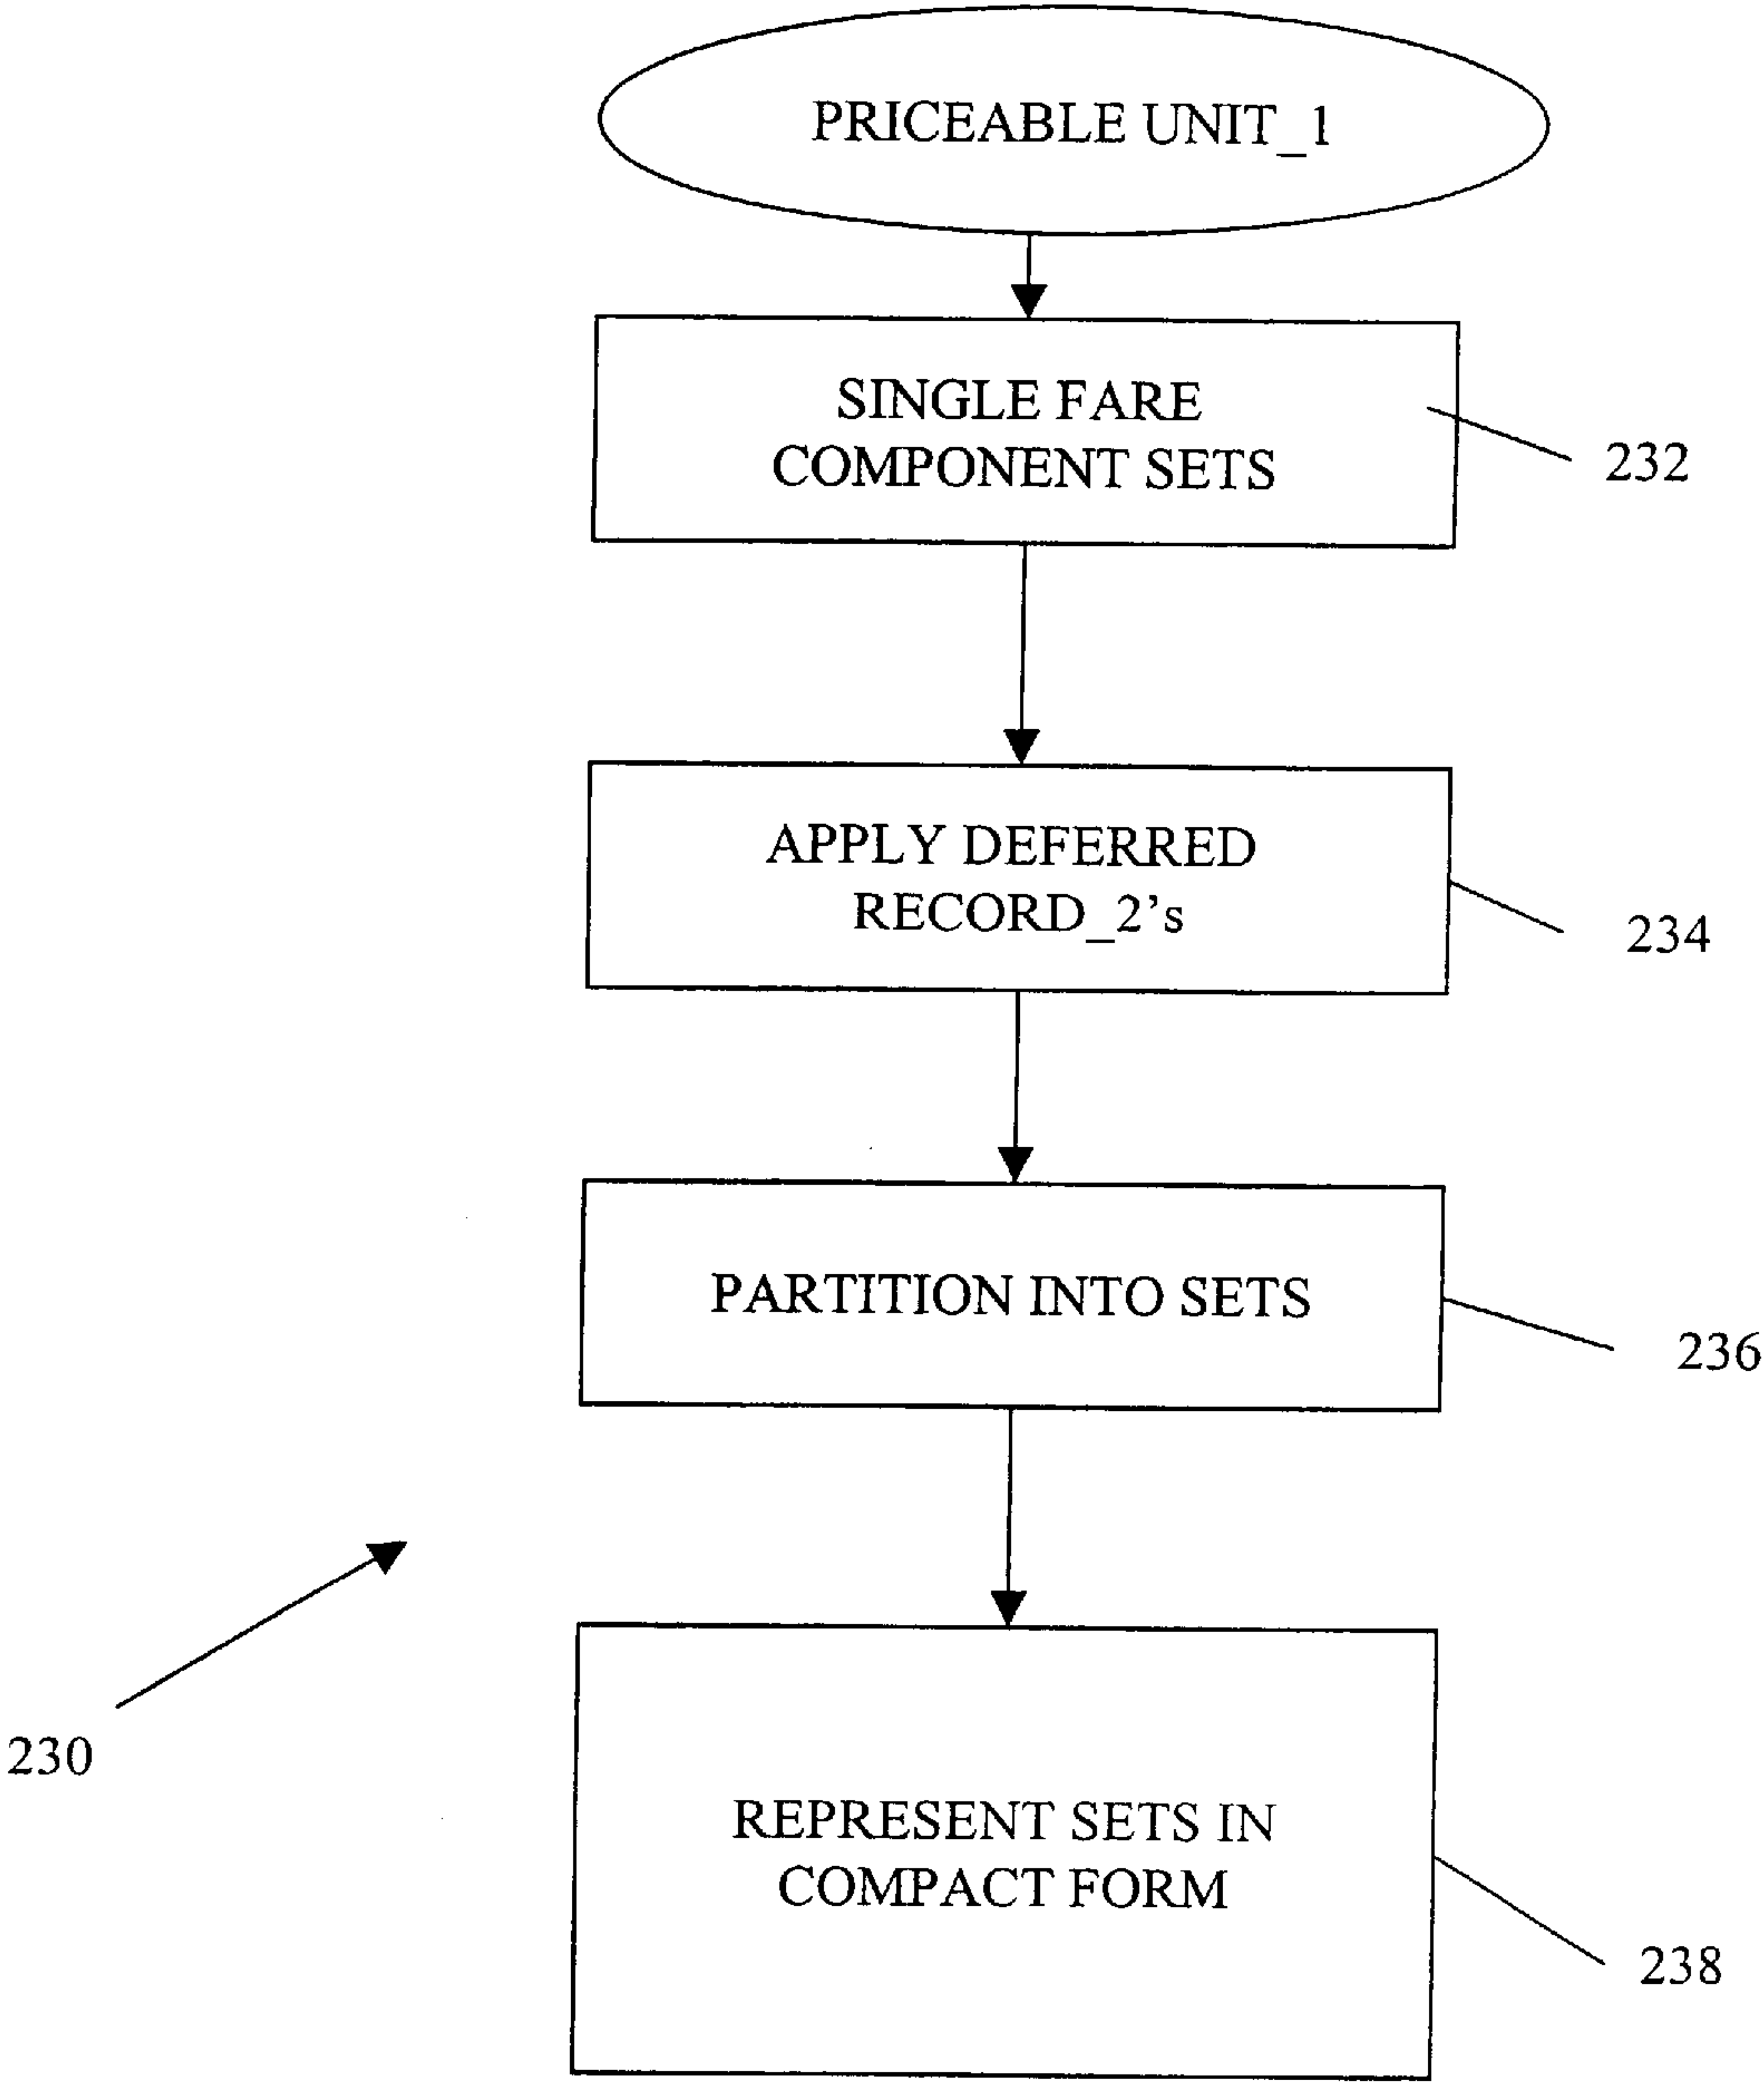 PRICEABLE UNIT_1
SINGLE FARE
COMPONENT SETS
232
APPLY DEFERRED
RECORD_2’s
234
PARTITION INTO SETS
236
230
REPRESENT SETS IN
COMPACT FORM
238